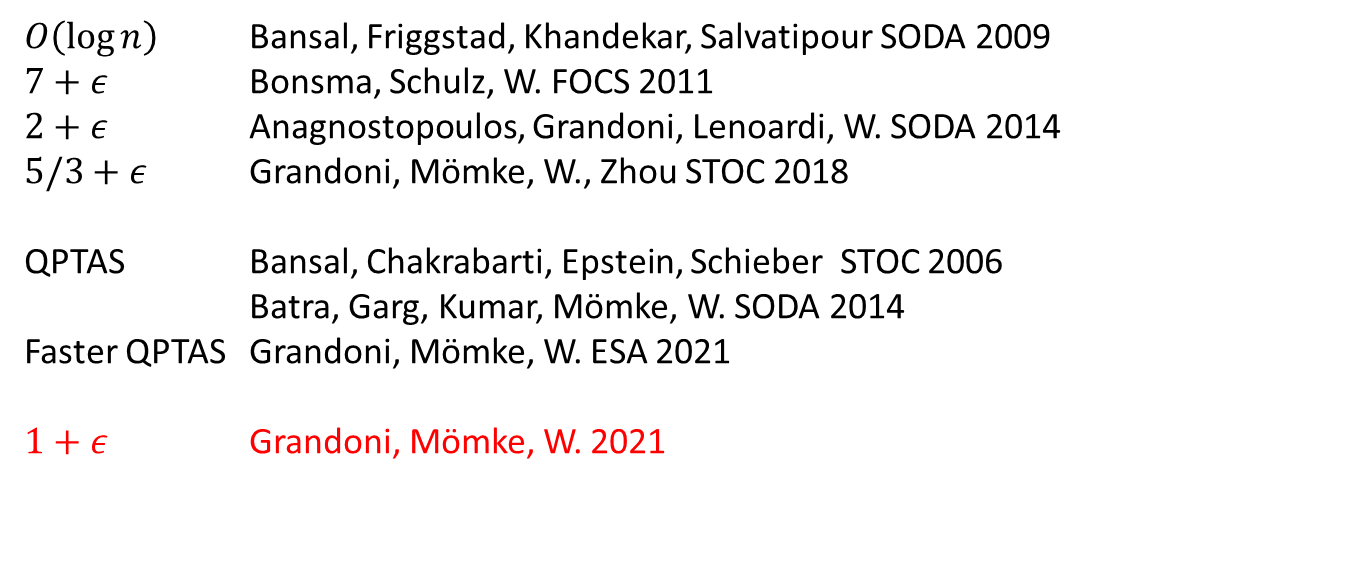 O(log n) Bansal, Friggstad, Khandekar, Salvatipour SODA 2009
7 + ϵ Bonsma, Schulz, W. FOCS 2011
2 + ϵ Anagnostopoulos, Grandoni, Lenoardi, W. SODA 2014
5/3 + ϵ Grandoni, Mömke, W., Zhou STOC 2018
QPTAS Bansal, Chakrabarti, Epstein, Schieber STOC 2006
Batra, Garg, Kumar, Mömke, W. SODA 2014
Faster QPTAS Grandoni, Mömke, W. ESA 2021
1 + ϵ Grandoni, Mömke, W. 2021